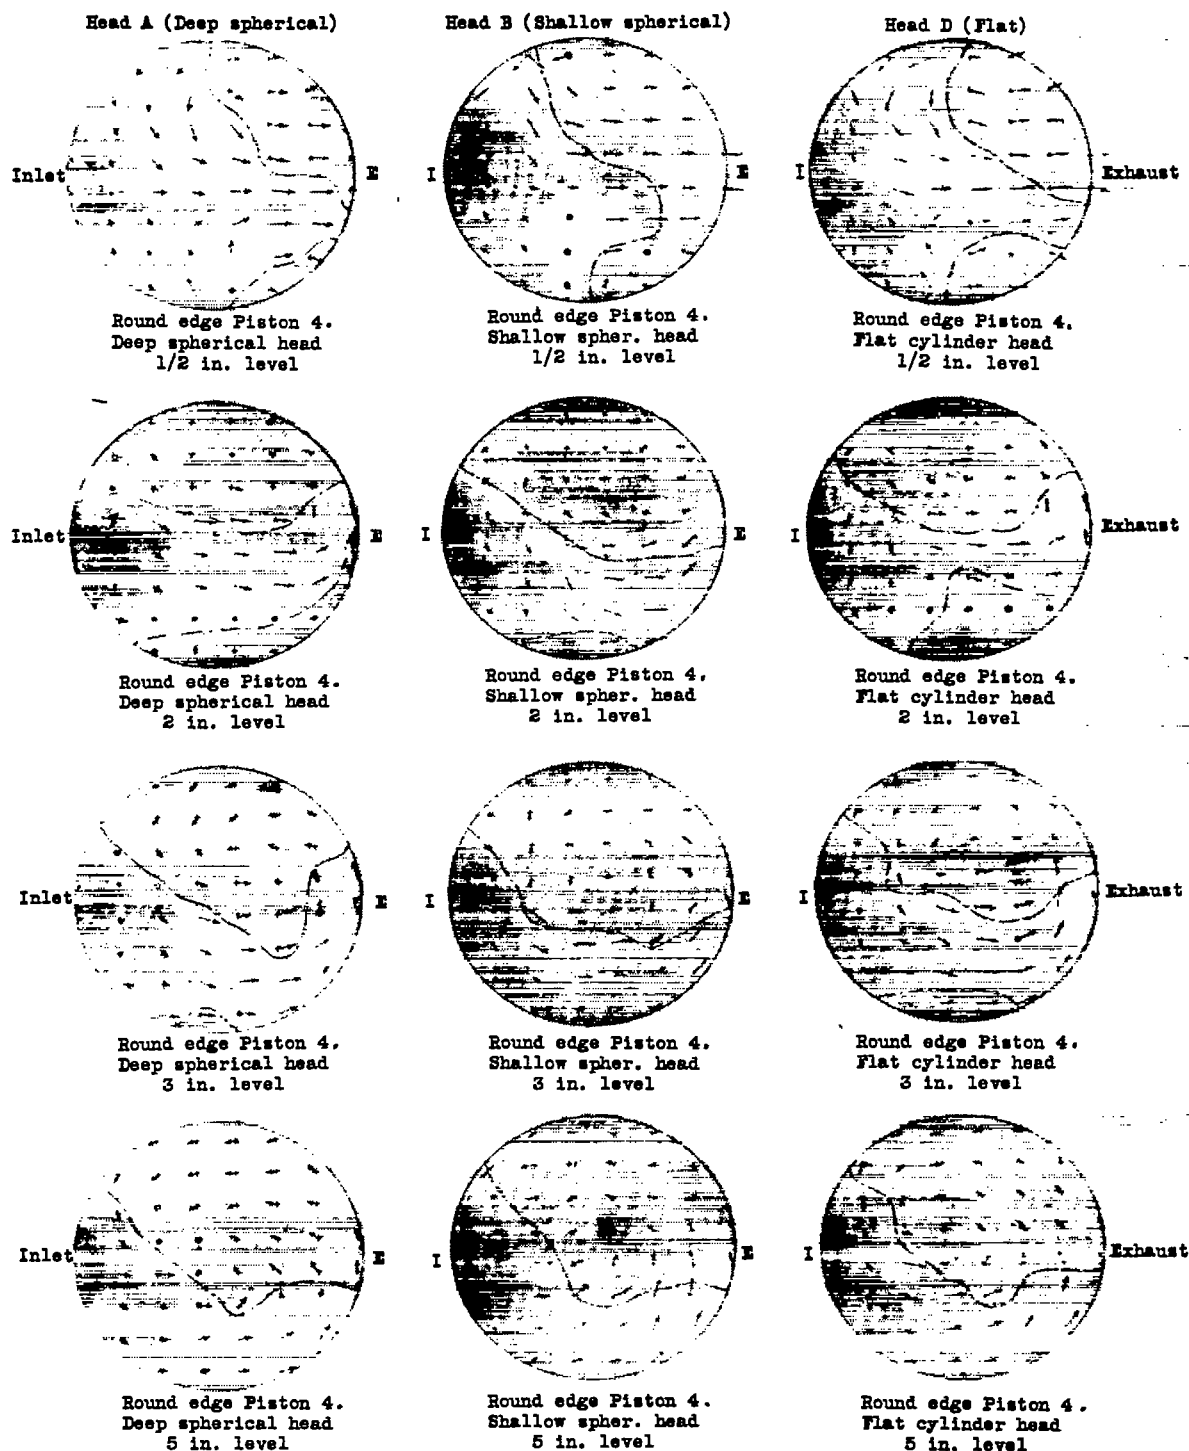 Head A (Deep spherical)
Head B (Shallow spherical)
Head D (Flat)
Inlet
E
I
E
I
Exhaust
Round edge Piston 4.
Deep spherical head
1/2 in. level
Round edge Piston 4.
Shallow spher. head
1/2 in. level
Round edge Piston 4.
Flat cylinder head
1/2 in. level
Inlet
E
I
E
I
Exhaust
Round edge Piston 4.
Deep spherical head
2 in. level
Round edge Piston 4.
Shallow spher. head
2 in. level
Round edge Piston 4.
Flat cylinder head
2 in. level
Inlet
E
I
E
I
Exhaust
Round edge Piston 4.
Deep spherical head
3 in. level
Round edge Piston 4.
Shallow spher. head
3 in. level
Round edge Piston 4.
Flat cylinder head
3 in. level
Inlet
E
I
E
I
Exhaust
Round edge Piston 4.
Deep spherical head
5 in. level
Round edge Piston 4.
Shallow spher. head
5 in. level
Round edge Piston 4.
Flat cylinder head
5 in. level